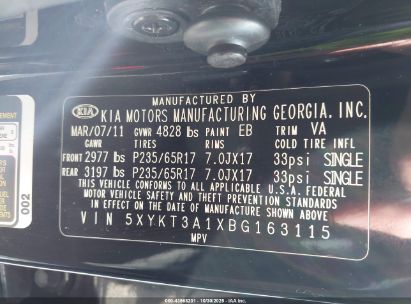 MANUFACTURED BY
KIA KIA MOTORS MANUFACTURING GEORGIA, INC.
MAR/07/11 GVWR 4828 lbs PAINT EB TRIM VA
GAWR TIRES RIMS COLD TIRE INFL
FRONT 2977 lbs P235/65R17 7.0JX17 33psi SINGLE
REAR 3197 lbs P235/65R17 7.0JX17 33psi SINGLE
THIS VEHICLE CONFORMS TO ALL APPLICABLE U.S.A FEDERAL
MOTOR VEHICLE SAFETY AND THEFT PREVENTION STANDARDS
IN EFFECT ON THE DATE OF MANUFACTURE SHOWN ABOVE
VIN 5XYKT3A1XBG163115
MPV
002